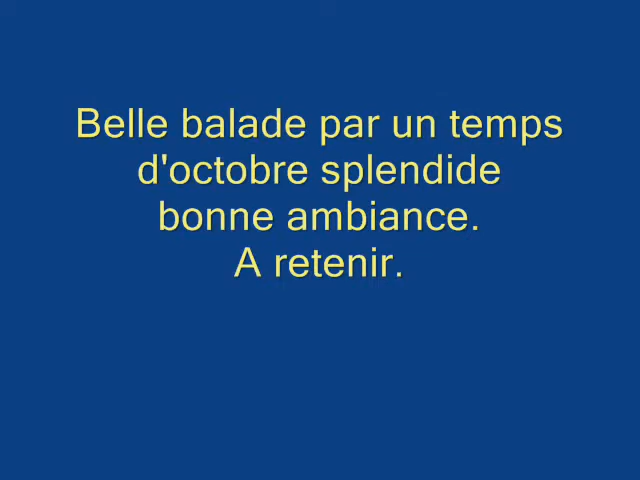 Belle balade par un temps
d'octobre splendide
bonne ambiance.
A retenir.